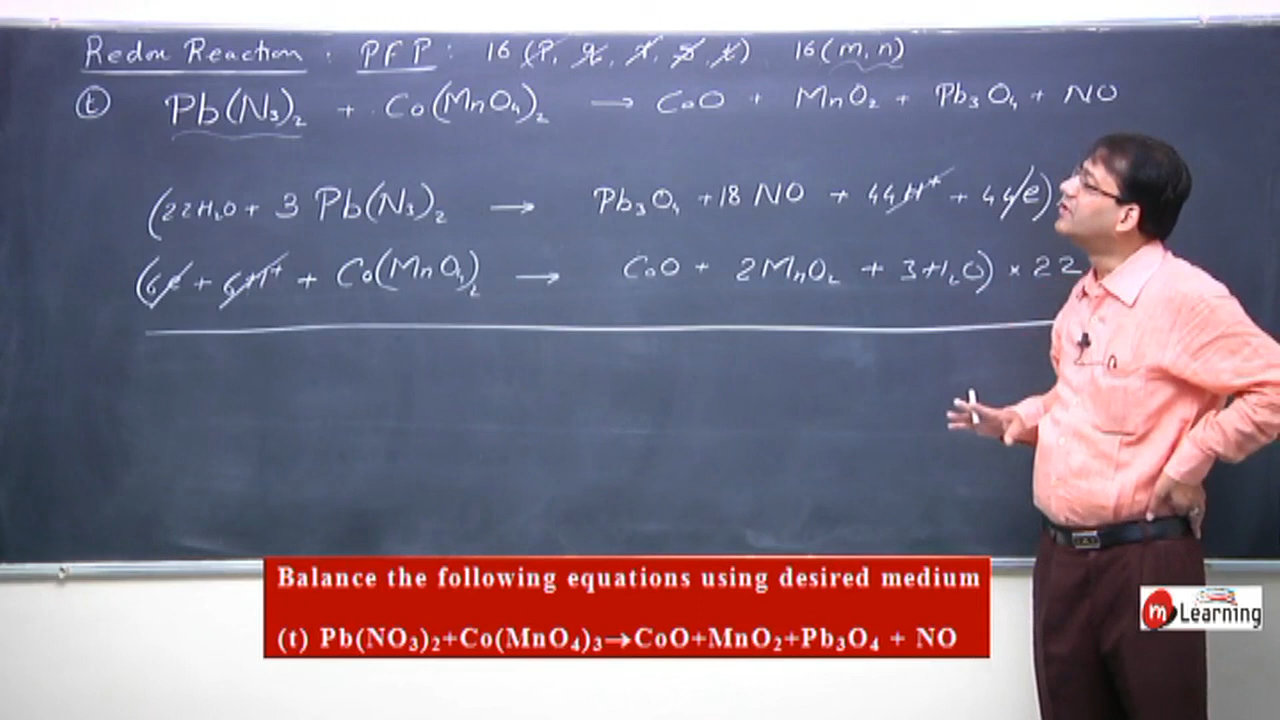 Redox Reaction : PFP : 16 (p, q, r, s, t) 16(m, n)
(t) Pb(N₃)₂ + Co(MnO₄)₂ → CoO + MnO₂ + Pb₃O₄ + NO
(22H₂O + 3 Pb(N₃)₂ → Pb₃O₄ + 18 NO + 44H⁺ + 44e)
(6e + 6H⁺ + Co(MnO₄)₂ → CoO + 2MnO₂ + 3H₂O) × 22
Balance the following equations using desired medium
(t) Pb(NO₃)₂+Co(MnO₄)₃→CoO+MnO₂+Pb₃O₄ + NO
m Learning